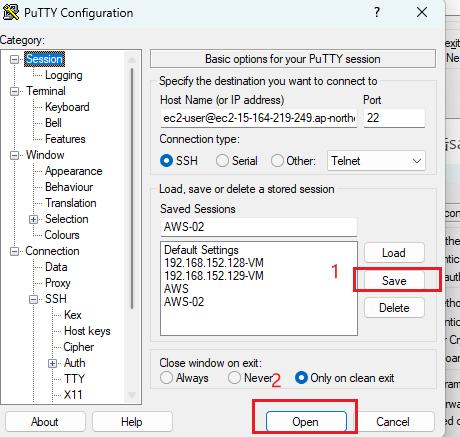 PuTTY Configuration
?
Category:
Session
Logging
Terminal
Keyboard
Bell
Features
Window
Appearance
Behaviour
Translation
Selection
Colours
Connection
Data
Proxy
SSH
Kex
Host keys
Cipher
Auth
TTY
X11
Basic options for your PuTTY session
Specify the destination you want to connect to
Host Name (or IP address) Port
ec2-user@ec2-15-164-219-249.ap-northe 22
Connection type:
SSH Serial Other: Telnet
Load, save or delete a stored session
Saved Sessions
AWS-02
Default Settings
192.168.152.128-VM
192.168.152.129-VM
AWS
AWS-02
Load
1 Save
Delete
Close window on exit:
Always Never Only on clean exit
2
About Help Open Cancel